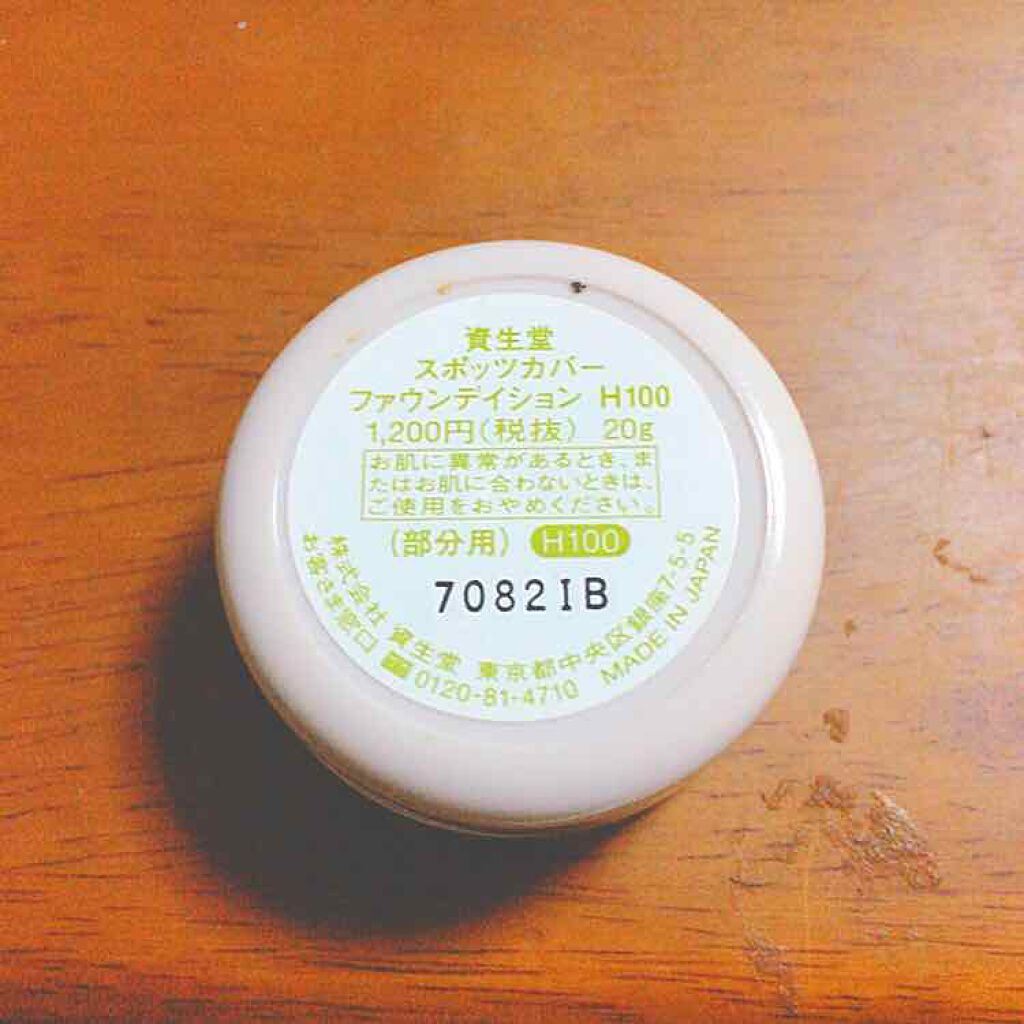 資生堂
スポッツカバー
ファウンデイション H100
1,200円(税抜) 20g
お肌に異常があるとき、ま
たはお肌に合わないときは、
ご使用をおやめください。
(部分用) H100
7082IB
株式会社 資生堂 東京都中央区銀座7-5-5
お客さま窓口 0120-81-4710 MADE IN JAPAN